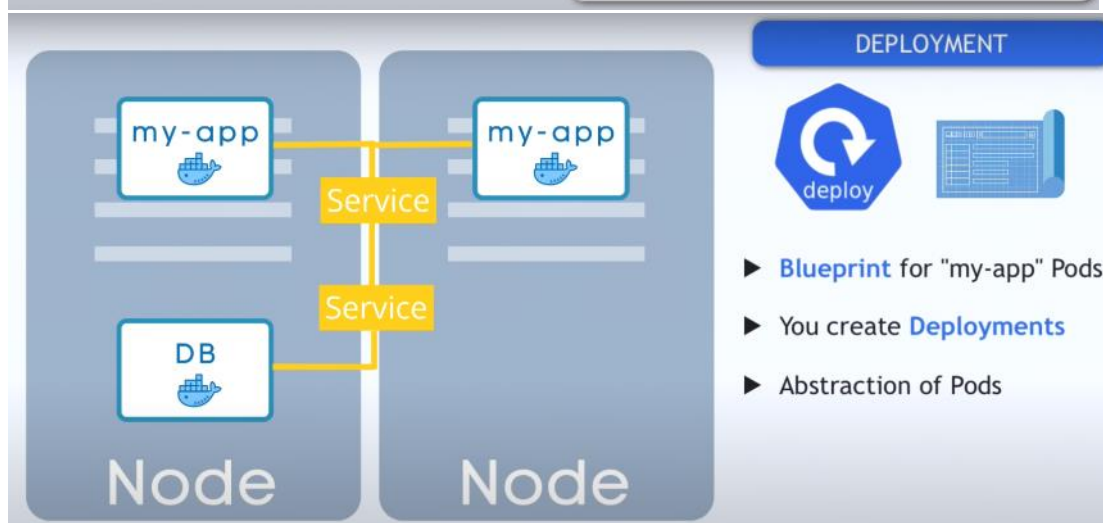 DEPLOYMENT
my-app
my-app
deploy
Service
Service
DB
Node
Node
► Blueprint for "my-app" Pods
► You create Deployments
► Abstraction of Pods